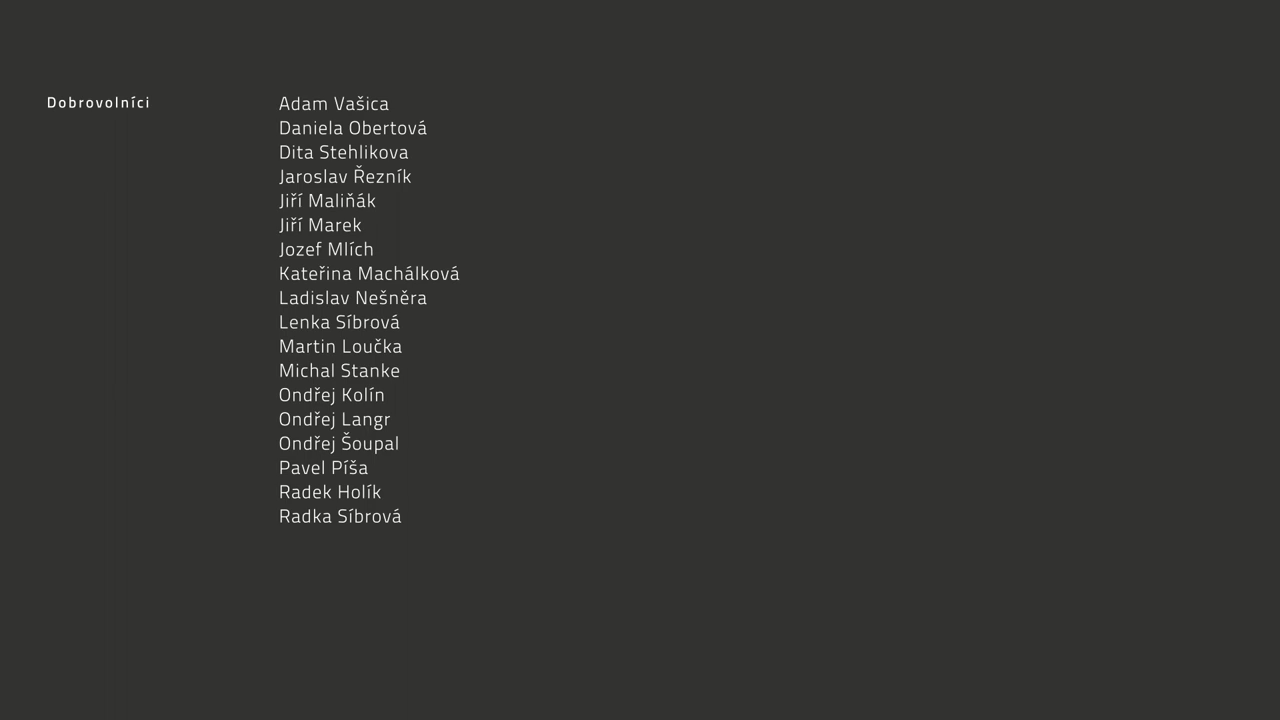 Dobrovolníci
Adam Vašica
Daniela Obertová
Dita Stehlikova
Jaroslav Řezník
Jiří Maliňák
Jiří Marek
Jozef Mlích
Kateřina Machálková
Ladislav Nešněra
Lenka Síbrová
Martin Loučka
Michal Stanke
Ondřej Kolín
Ondřej Langr
Ondřej Šoupal
Pavel Píša
Radek Holík
Radka Síbrová